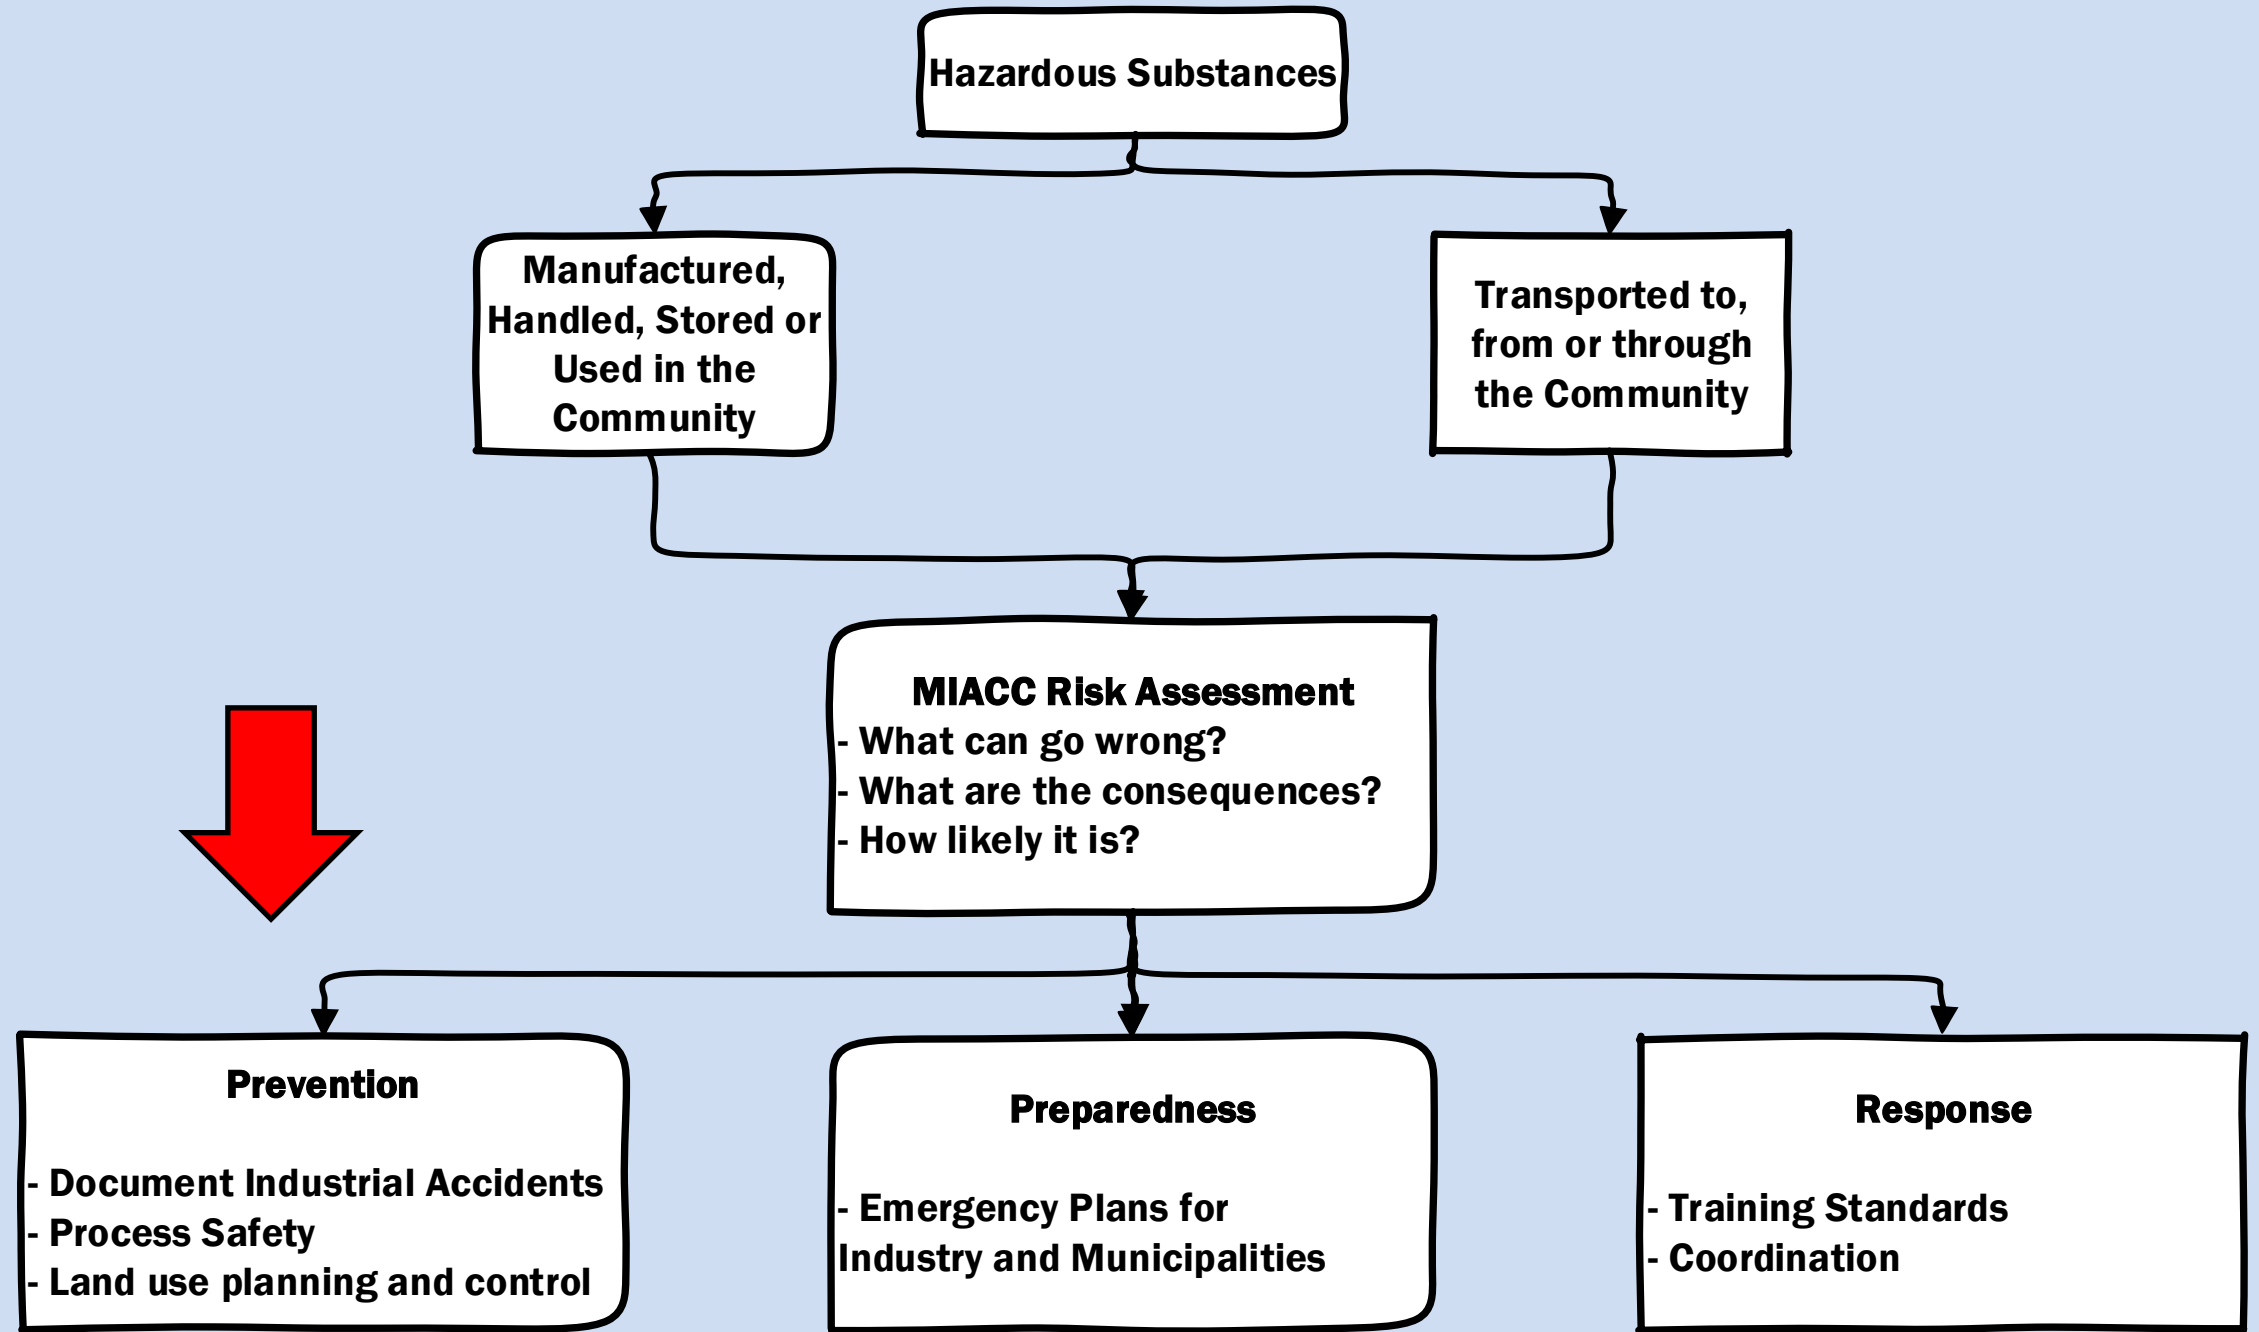 Hazardous Substances
Manufactured,
Handled, Stored or
Used in the
Community
Transported to,
from or through
the Community
MIACC Risk Assessment
- What can go wrong?
- What are the consequences?
- How likely it is?
Prevention
- Document Industrial Accidents
- Process Safety
- Land use planning and control
Preparedness
- Emergency Plans for
Industry and Municipalities
Response
- Training Standards
- Coordination